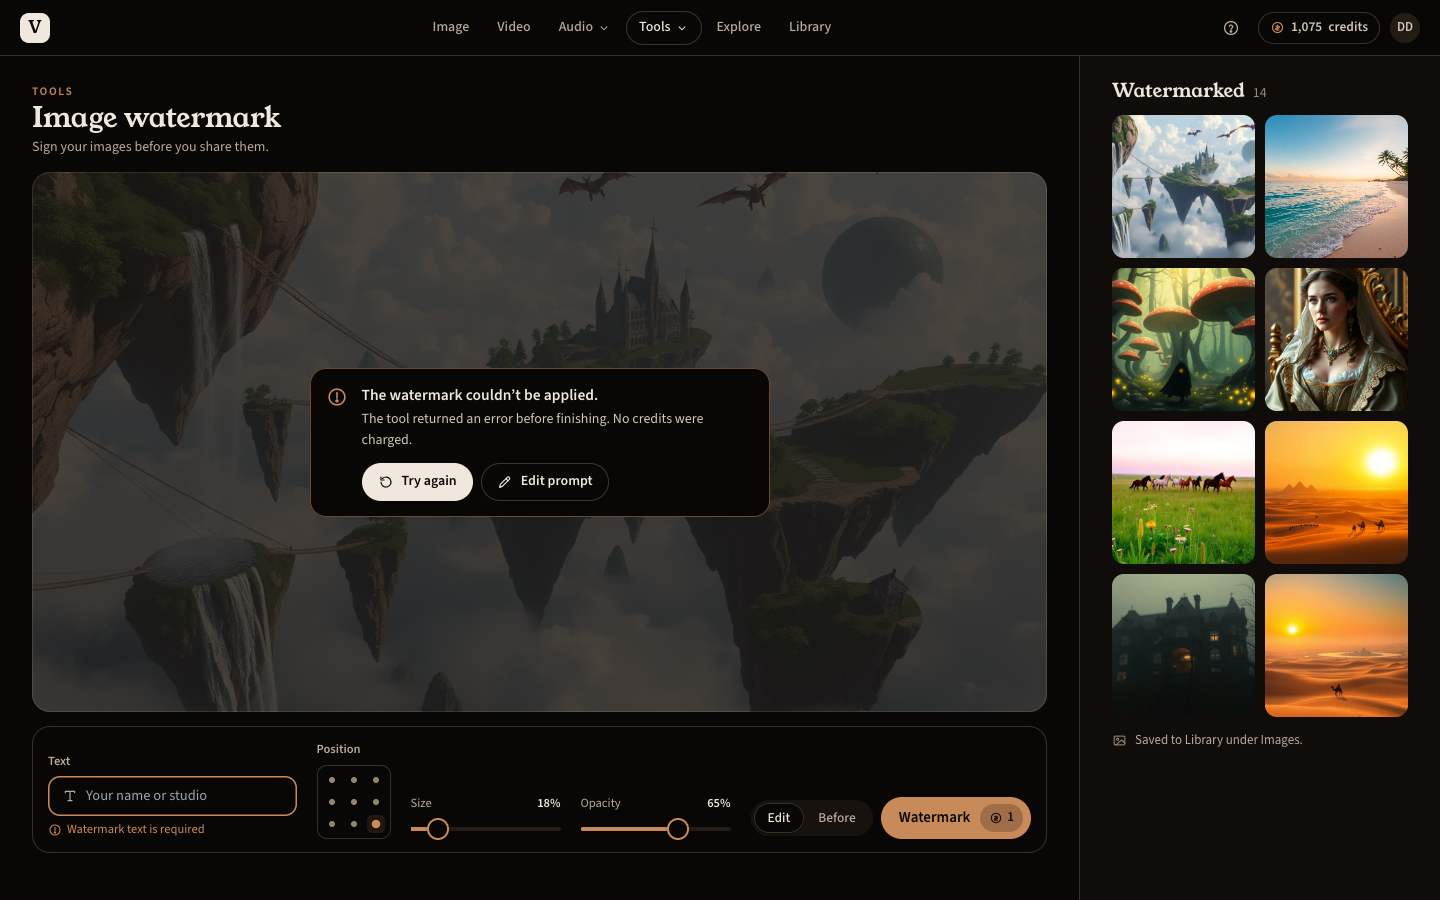 V
Image
Video
Audio
Tools
Explore
Library
1,075 credits
DD
TOOLS
Image watermark
Sign your images before you share them.
The watermark couldn’t be applied.
The tool returned an error before finishing. No credits were
charged.
Try again
Edit prompt
Text
Your name or studio
Watermark text is required
Position
Size
18%
Opacity
65%
Edit
Before
Watermark
1
Watermarked 14
Saved to Library under Images.